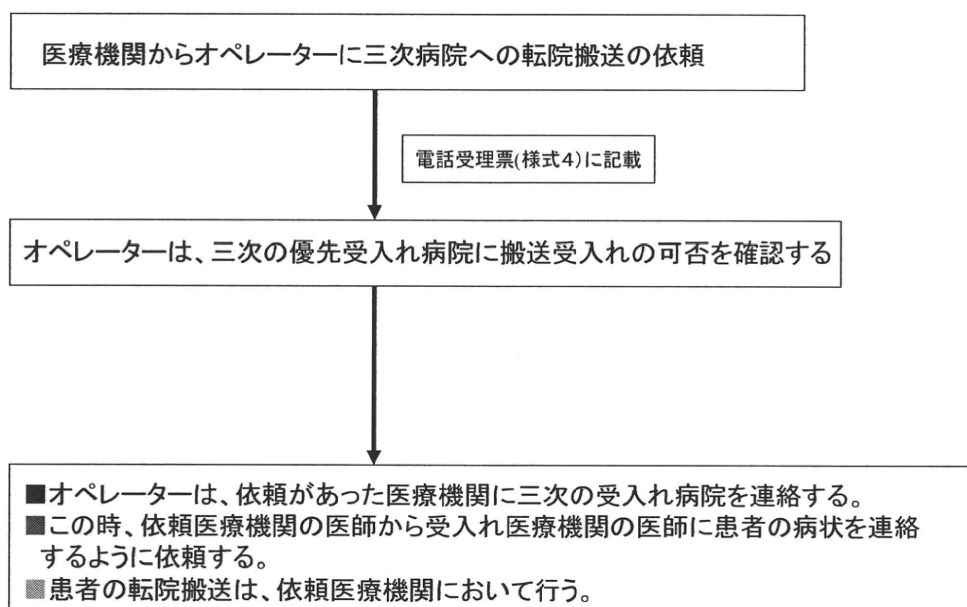 医療機関からオペレーターに三次病院への転院搬送の依頼
電話受理票(様式4)に記載
オペレーターは、三次の優先受入れ病院に搬送受入れの可否を確認する
■オペレーターは、依頼があった医療機関に三次の受入れ病院を連絡する。
■この時、依頼医療機関の医師から受入れ医療機関の医師に患者の病状を連絡
するように依頼する。
■患者の転院搬送は、依頼医療機関において行う。